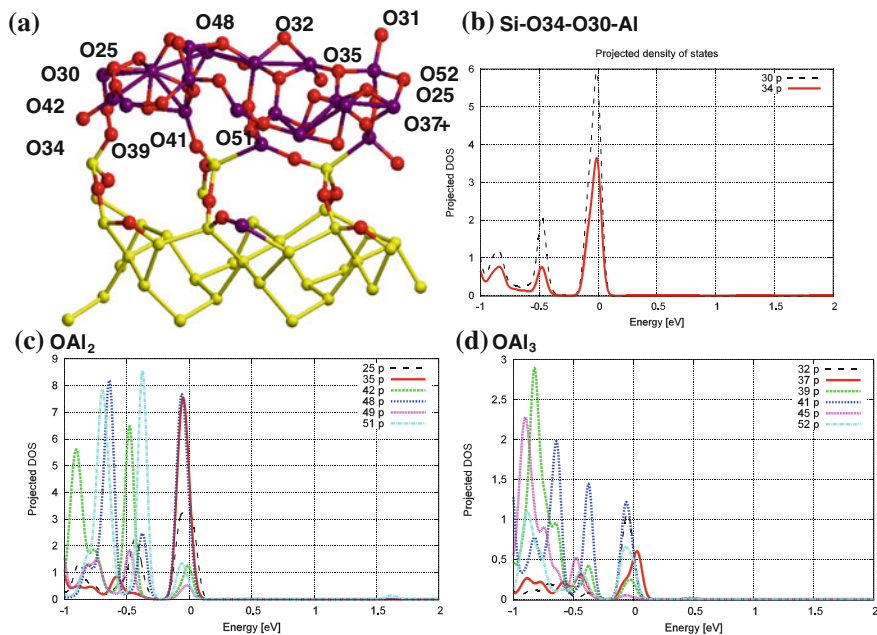 (a)
O48
O32
O31
O25
O35
O30
O52
O25
O42
O37+
O41
O51
O34
O39
(b) Si-O34-O30-Al
Projected density of states
30 p
34 p
Projected DOS
6
5
4
3
2
1
0
-1
-0.5
0
0.5
1
1.5
2
Energy [eV]
(c) OAl₂
25 p
35 p
42 p
48 p
49 p
51 p
Projected DOS
9
8
7
6
5
4
3
2
1
0
-1
-0.5
0
0.5
1
1.5
2
Energy [eV]
(d) OAl₃
32 p
37 p
39 p
41 p
45 p
52 p
Projected DOS
3
2.5
2
1.5
1
0.5
0
-1
-0.5
0
0.5
1
1.5
2
Energy [eV]